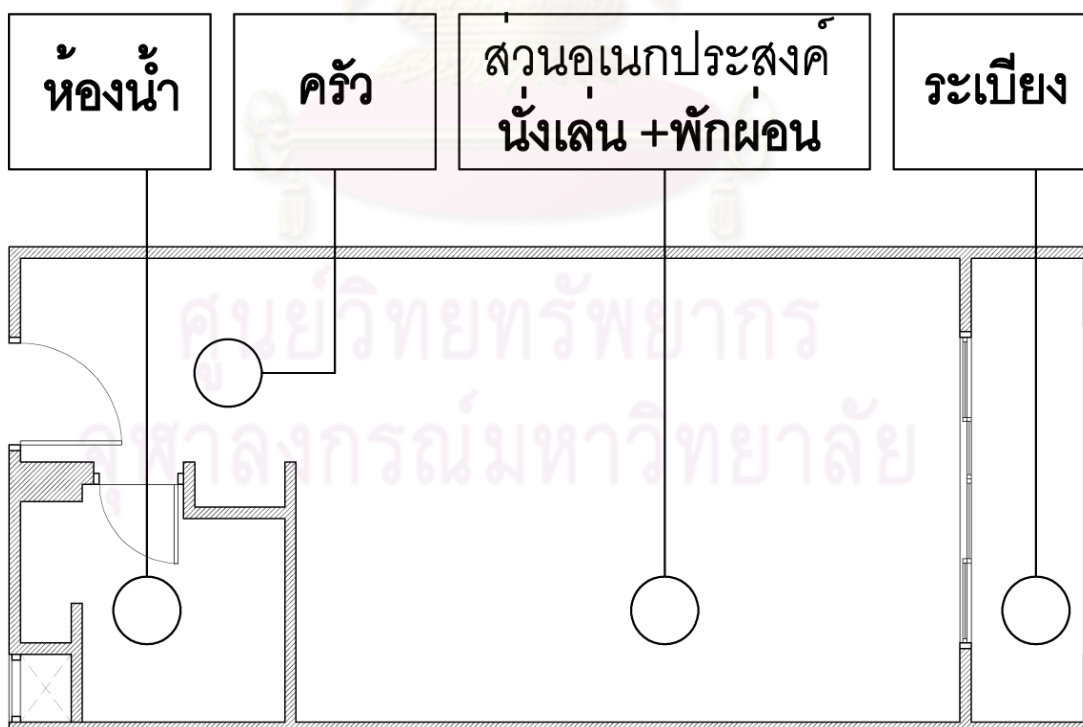 ห้องน้ำ
ครัว
ส่วนอเนกประสงค์
นั่งเล่น +พักผ่อน
ระเบียง
ศูนย์วิทยทรัพยากร
จุฬาลงกรณ์มหาวิทยาลัย